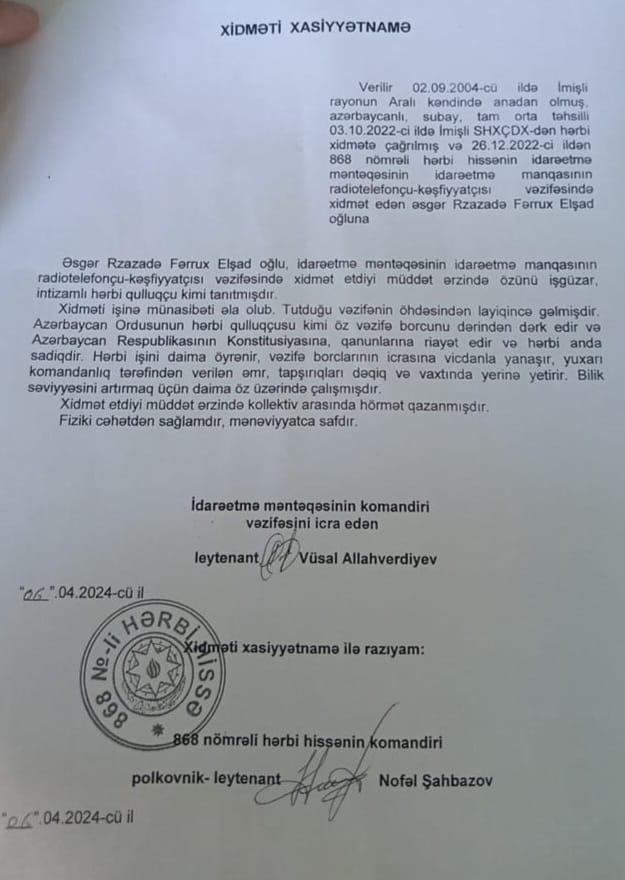 XİDMƏTİ XASİYYƏTNAMƏ
Verilir 02.09.2004-cü ildə İmişli
rayonun Aralı kəndində anadan olmuş,
azərbaycanlı, subay, tam orta təhsilli
03.10.2022-ci ildə İmişli SHXÇDX-dən hərbi
xidmətə çağrılmış və 26.12.2022-ci ildən
868 nömrəli hərbi hissənin idarəetmə
məntəqəsinin idarəetmə manqasının
radiotelefonçu-kəşfiyyatçısı vəzifəsində
xidmət edən əsgər Rzazadə Fərrux Elşad
oğluna
Əsgər Rzazadə Fərrux Elşad oğlu, idarəetmə məntəqəsinin idarəetmə manqasının
radiotelefonçu-kəşfiyyatçısı vəzifəsində xidmət etdiyi müddət ərzində özünü işgüzar,
intizamlı hərbi qulluqçu kimi tanıtmışdır.
Xidməti işinə münasibəti əla olub. Tutduğu vəzifənin öhdəsindən layiqincə gəlmişdir.
Azərbaycan Ordusunun hərbi qulluqçusu kimi öz vəzifə borcunu dərindən dərk edir və
Azərbaycan Respublikasının Konstitusiyasına, qanunlarına riayət edir və hərbi anda
sadiqdir. Hərbi işini daima öyrənir, vəzifə borclarının icrasına vicdanla yanaşır, yuxarı
komandanlıq tərəfindən verilən əmr, tapşırıqları dəqiq və vaxtında yerinə yetirir. Bilik
səviyyəsini artırmaq üçün daima öz üzərində çalışmışdır.
Xidmət etdiyi müddət ərzində kollektiv arasında hörmət qazanmışdır.
Fiziki cəhətdən sağlamdır, mənəviyyatca safdır.
İdarəetmə məntəqəsinin komandiri
vəzifəsini icra edən
leytenant Vüsal Allahverdiyev
"06".04.2024-cü il
868 №-li HƏRBİ HİSSƏ
Xidməti xasiyyətnamə ilə razıyam:
868 nömrəli hərbi hissənin komandiri
polkovnik- leytenant Nofəl Şahbazov
"06".04.2024-cü il